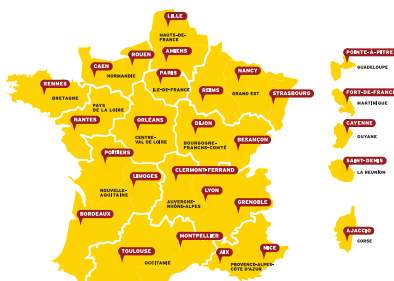 LILLE
HAUTS-DE-
FRANCE
ROUEN
AMIENS
CAEN
NORMANDIE
PARIS
ÎLE-DE-FRANCE
NANCY
POINTE-À-PITRE
GUADELOUPE
RENNES
BRETAGNE
REIMS
GRAND EST
STRASBOURG
FORT-DE-FRANCE
MARTINIQUE
PAYS
DE LA LOIRE
NANTES
ORLÉANS
CENTRE-
VAL DE LOIRE
DIJON
BOURGOGNE-
FRANCHE-COMTÉ
BESANÇON
CAYENNE
GUYANE
POITIERS
LIMOGES
CLERMONT-FERRAND
SAINT-DENIS
LA RÉUNION
NOUVELLE-
AQUITAINE
LYON
AUVERGNE-
RHÔNE-ALPES
GRENOBLE
BORDEAUX
AJACCIO
CORSE
TOULOUSE
OCCITANIE
MONTPELLIER
AIX
NICE
PROVENCE-ALPES-
CÔTE D'AZUR